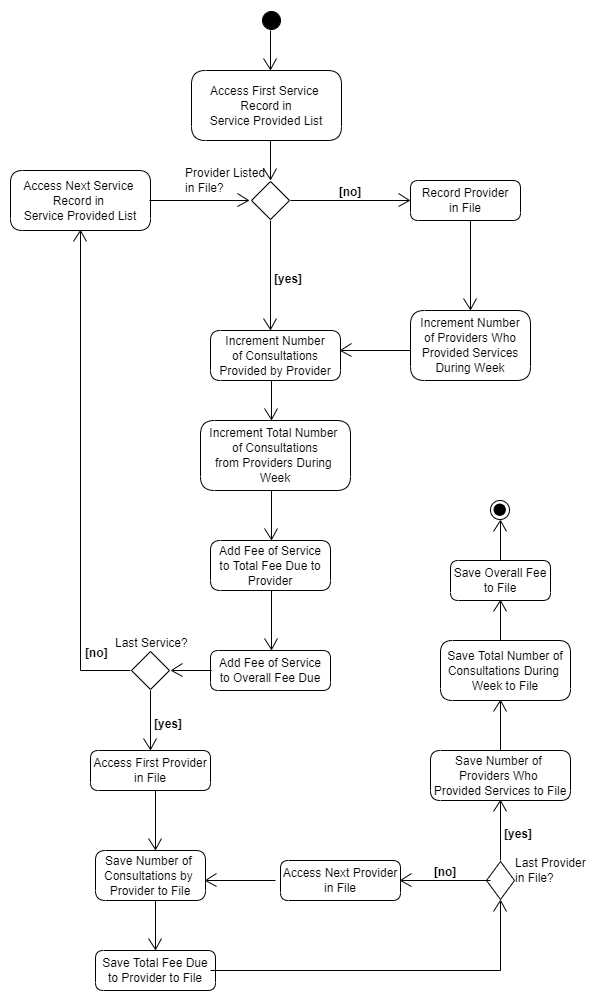 Access First Service
Record in
Service Provided List
Provider Listed
in File?
Access Next Service
Record in
Service Provided List
[no]
Record Provider
in File
[yes]
Increment Number
of Consultations
Provided by Provider
Increment Number
of Providers Who
Provided Services
During Week
Increment Total Number
of Consultations
from Providers During
Week
Add Fee of Service
to Total Fee Due to
Provider
Add Fee of Service
to Overall Fee Due
Last Service?
[no]
[yes]
Access First Provider
in File
Save Number of
Consultations by
Provider to File
Save Total Fee Due
to Provider to File
Access Next Provider
in File
[no]
Last Provider
in File?
[yes]
Save Number of
Providers Who
Provided Services to File
Save Total Number of
Consultations During
Week to File
Save Overall Fee
to File